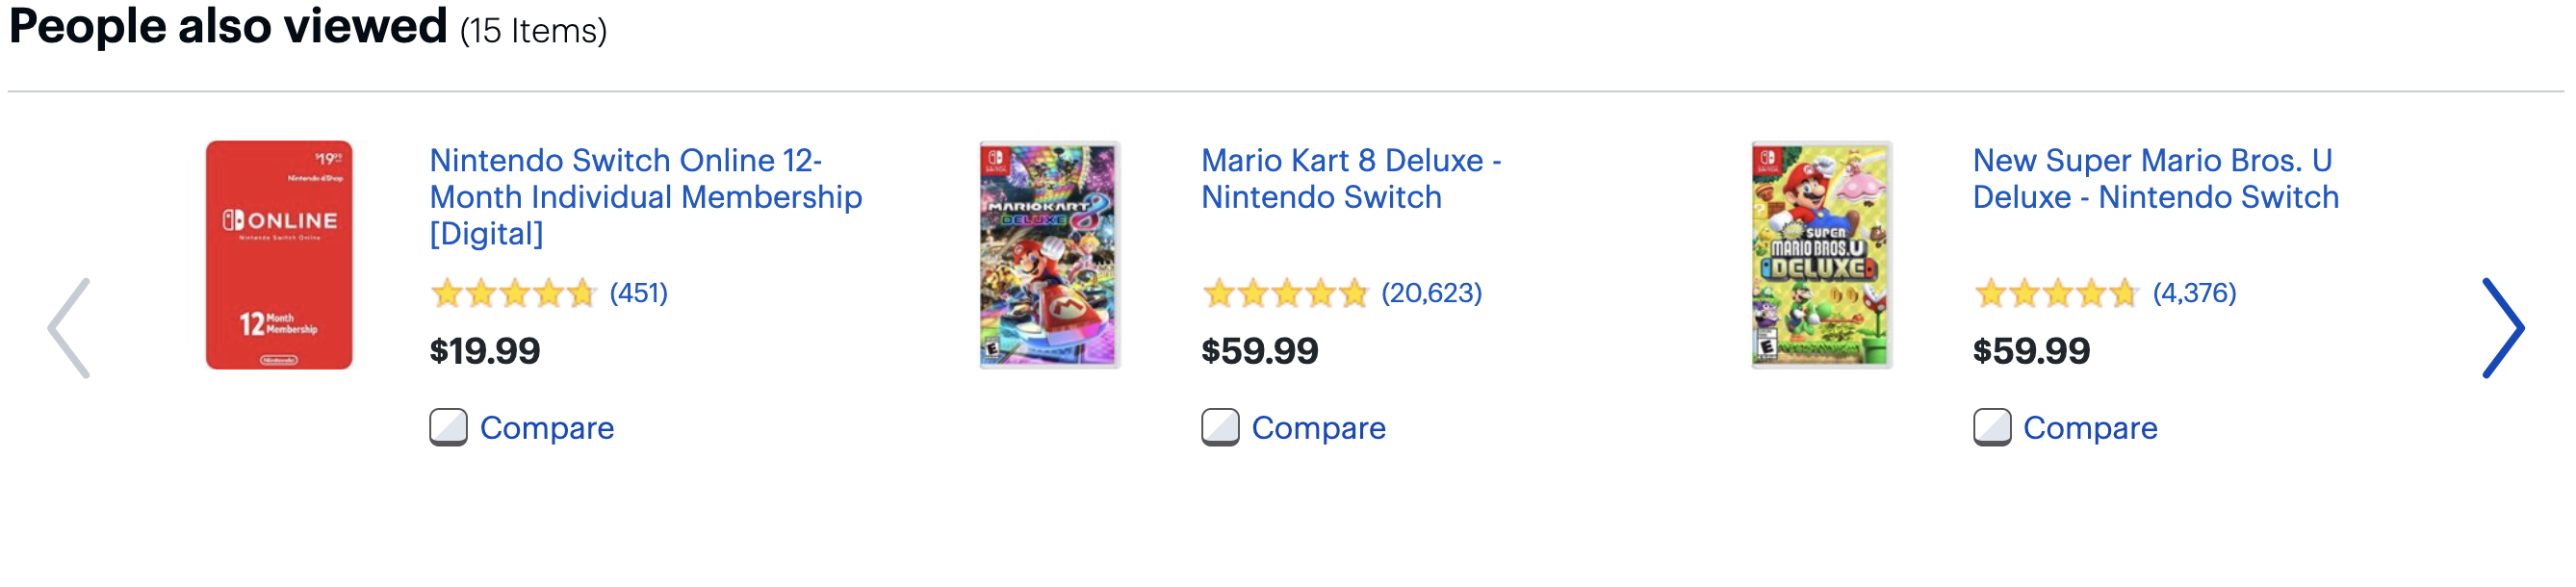 People also viewed (15 Items)
$19.99
Nintendo eShop
ONLINE
Nintendo Switch Online
12 Month Membership
Nintendo
Nintendo Switch Online 12-
Month Individual Membership
[Digital]
(451)
$19.99
Compare
MARIOKART 8
DELUXE
E
Mario Kart 8 Deluxe -
Nintendo Switch
(20,623)
$59.99
Compare
SUPER
MARIO BROS. U
DELUXE
E
New Super Mario Bros. U
Deluxe - Nintendo Switch
(4,376)
$59.99
Compare